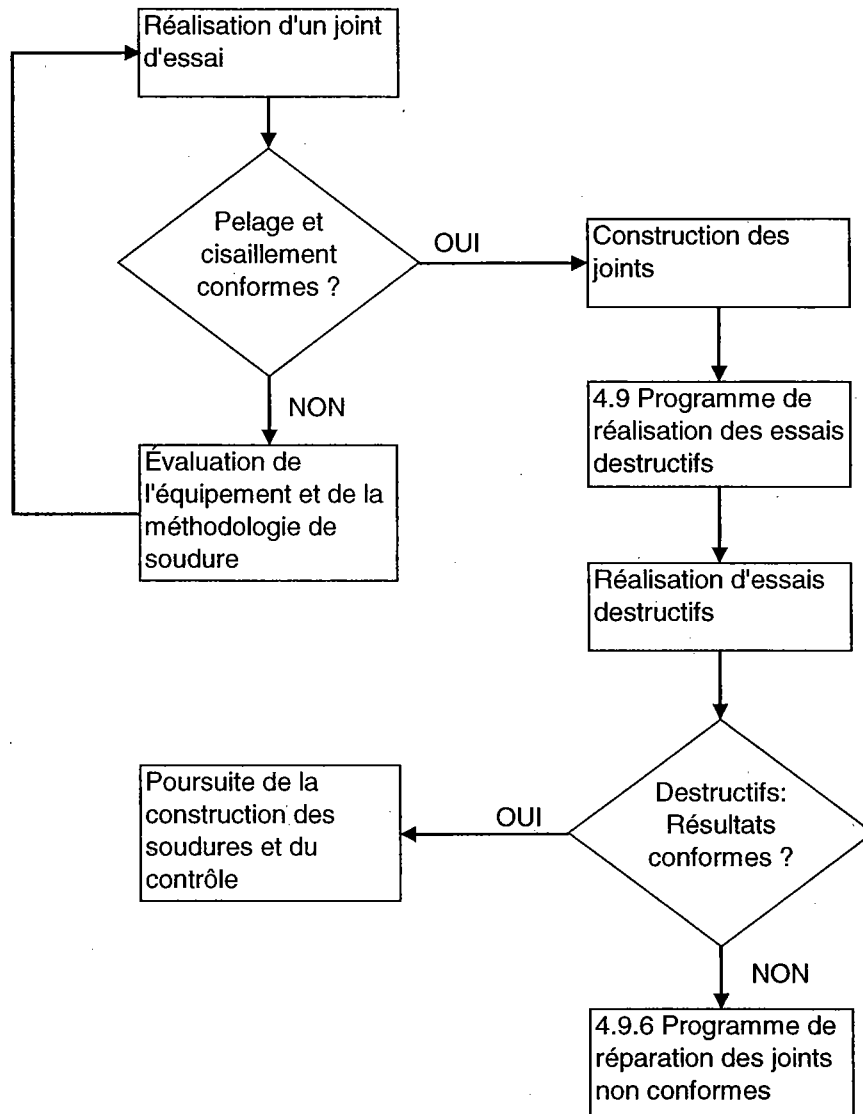 Réalisation d'un joint
d'essai
Pelage et
cisaillement
conformes ?
OUI
Construction des
joints
NON
4.9 Programme de
réalisation des essais
destructifs
Évaluation de
l'équipement et de la
méthodologie de
soudure
Réalisation d'essais
destructifs
Poursuite de la
construction des
soudures et du
contrôle
OUI
Destructifs:
Résultats
conformes ?
NON
4.9.6 Programme de
réparation des joints
non conformes